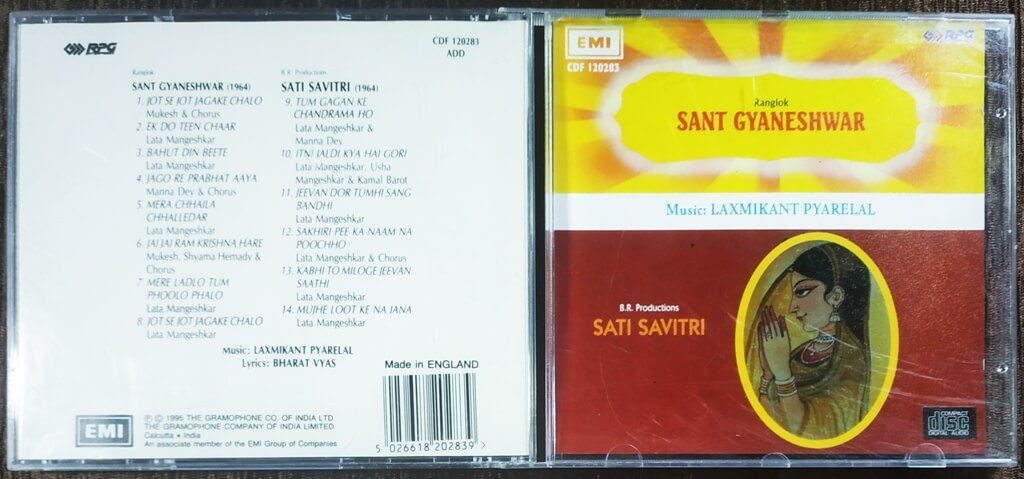 RPG
CDF 120283
ADD
Ranglok
SANT GYANESHWAR (1964)
1. JOT SE JOT JAGAKE CHALO
Mukesh & Chorus
2. EK DO TEEN CHAAR
Lata Mangeshkar
3. BAHUT DIN BEETE
Lata Mangeshkar
4. JAGO RE PRABHAT AAYA
Manna Dey & Chorus
5. MERA CHHAILA
CHHALLEDAR
Lata Mangeshkar
6. JAI JAI RAM KRISHNA HARE
Mukesh, Shyama Hemady &
Chorus
7. MERE LADLO TUM
PHOOLO PHALO
Lata Mangeshkar
8. JOT SE JOT JAGAKE CHALO
Lata Mangeshkar
B.R. Productions
SATI SAVITRI (1964)
9. TUM GAGAN KE
CHANDRAMA HO
Lata Mangeshkar &
Manna Dey
10. ITNI JALDI KYA HAI GORI
Lata Mangeshkar, Usha
Mangeshkar & Kamal Barot
11. JEEVAN DOR TUMHI SANG
BANDHI
Lata Mangeshkar
12. SAKHIRI PEE KA NAAM NA
POOCHHO
Lata Mangeshkar & Chorus
13. KABHI TO MILOGE JEEVAN
SAATHI
Lata Mangeshkar
14. MUJHE LOOT KE NA JANA
Lata Mangeshkar
Music: LAXMIKANT PYARELAL
Lyrics: BHARAT VYAS
Made in ENGLAND
EMI
Ⓟ © 1995 THE GRAMOPHONE CO. OF INDIA LTD.
THE GRAMOPHONE COMPANY OF INDIA LIMITED
Calcutta • India
An associate member of the EMI Group of Companies
5 026618 202839 >
EMI
CDF 120283
RPG
Ranglok
SANT GYANESHWAR
Music: LAXMIKANT PYARELAL
B.R. Productions
SATI SAVITRI
COMPACT
disc
DIGITAL AUDIO